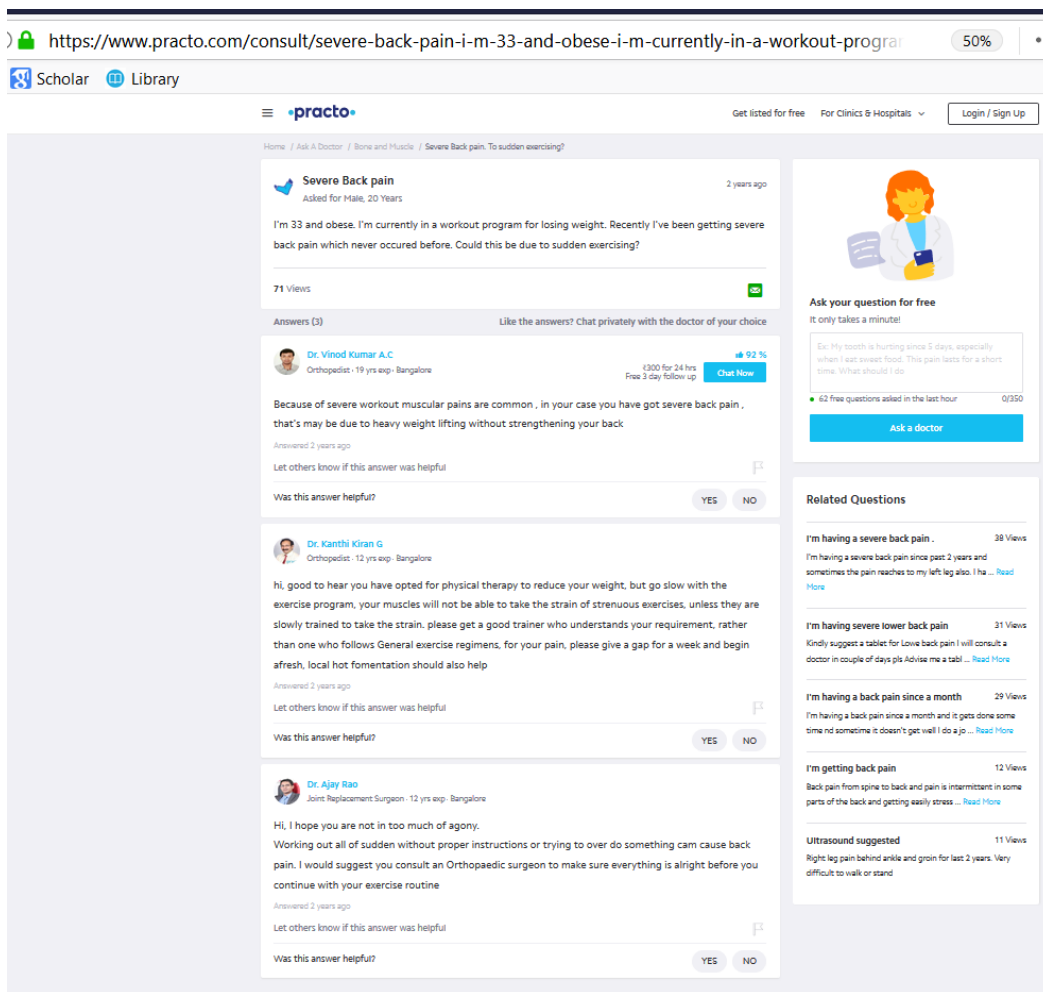 https://www.practo.com/consult/severe-back-pain-i-m-33-and-obese-i-m-currently-in-a-workout-progra
50%
Scholar
Library
practo
Get listed for free
For Clinics & Hospitals
Login / Sign Up
Home / Ask A Doctor / Bone and Muscle / Severe Back pain. To sudden exercising?
Severe Back pain
2 years ago
Asked for Male, 20 Years
I'm 33 and obese. I'm currently in a workout program for losing weight. Recently I've been getting severe
back pain which never occured before. Could this be due to sudden exercising?
71 Views
Answers (3)
Like the answers? Chat privately with the doctor of your choice
Dr. Vinod Kumar A.C
92 %
Orthopedist · 19 yrs exp · Bangalore
₹300 for 24 hrs
Free 3 day follow up
Chat Now
Because of severe workout muscular pains are common , in your case you have got severe back pain ,
that's may be due to heavy weight lifting without strengthening your back
Answered 2 years ago
Let others know if this answer was helpful
Was this answer helpful?
YES
NO
Dr. Kanthi Kiran G
Orthopedist · 12 yrs exp · Bangalore
hi, good to hear you have opted for physical therapy to reduce your weight, but go slow with the
exercise program, your muscles will not be able to take the strain of strenuous exercises, unless they are
slowly trained to take the strain. please get a good trainer who understands your requirement, rather
than one who follows General exercise regimens, for your pain, please give a gap for a week and begin
afresh, local hot fomentation should also help
Answered 2 years ago
Let others know if this answer was helpful
Was this answer helpful?
YES
NO
Dr. Ajay Rao
Joint Replacement Surgeon · 12 yrs exp · Bangalore
Hi, I hope you are not in too much of agony.
Working out all of sudden without proper instructions or trying to over do something cam cause back
pain. I would suggest you consult an Orthopaedic surgeon to make sure everything is alright before you
continue with your exercise routine
Answered 2 years ago
Let others know if this answer was helpful
Was this answer helpful?
YES
NO
Ask your question for free
It only takes a minute!
Ex: My tooth is hurting since 5 days, especially
when I eat sweet food. This pain lasts for a short
time. What should I do
62 free questions asked in the last hour
0/350
Ask a doctor
Related Questions
I'm having a severe back pain .
38 Views
I'm having a severe back pain since past 2 years and
sometimes the pain reaches to my left leg also. I ha ... Read
More
I'm having severe lower back pain
31 Views
Kindly suggest a tablet for Lowe back pain I will consult a
doctor in couple of days pls Advise me a tabl ... Read More
I'm having a back pain since a month
29 Views
I'm having a back pain since a month and it gets done some
time nd sometime it doesn't get well I do a jo ... Read More
I'm getting back pain
12 Views
Back pain from spine to back and pain is intermittent in some
parts of the back and getting easily stress ... Read More
Ultrasound suggested
11 Views
Right leg pain behind ankle and groin for last 2 years. Very
difficult to walk or stand